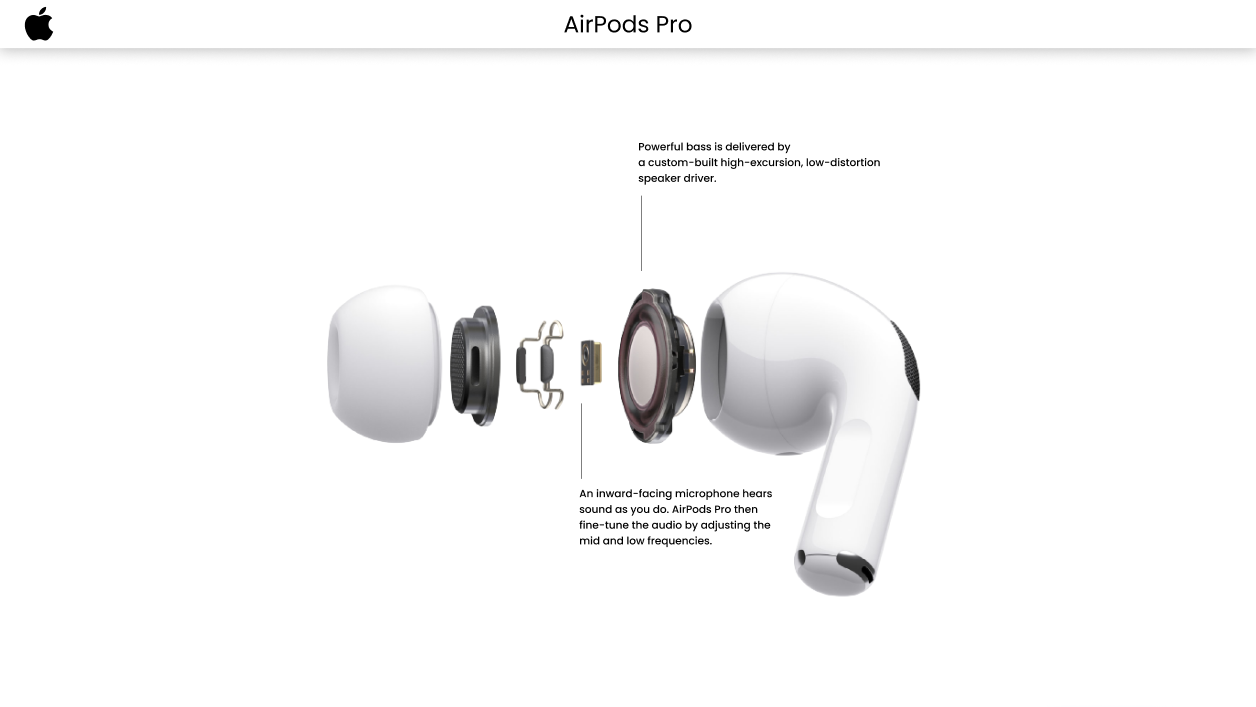 AirPods Pro
Powerful bass is delivered by
a custom-built high-excursion, low-distortion
speaker driver.
An inward-facing microphone hears
sound as you do. AirPods Pro then
fine-tune the audio by adjusting the
mid and low frequencies.